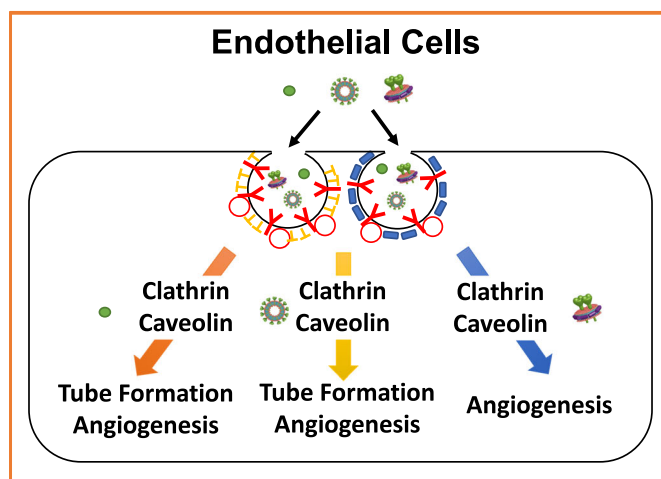 Endothelial Cells
Clathrin
Caveolin
Clathrin
Caveolin
Clathrin
Caveolin
Tube Formation
Angiogenesis
Tube Formation
Angiogenesis
Angiogenesis